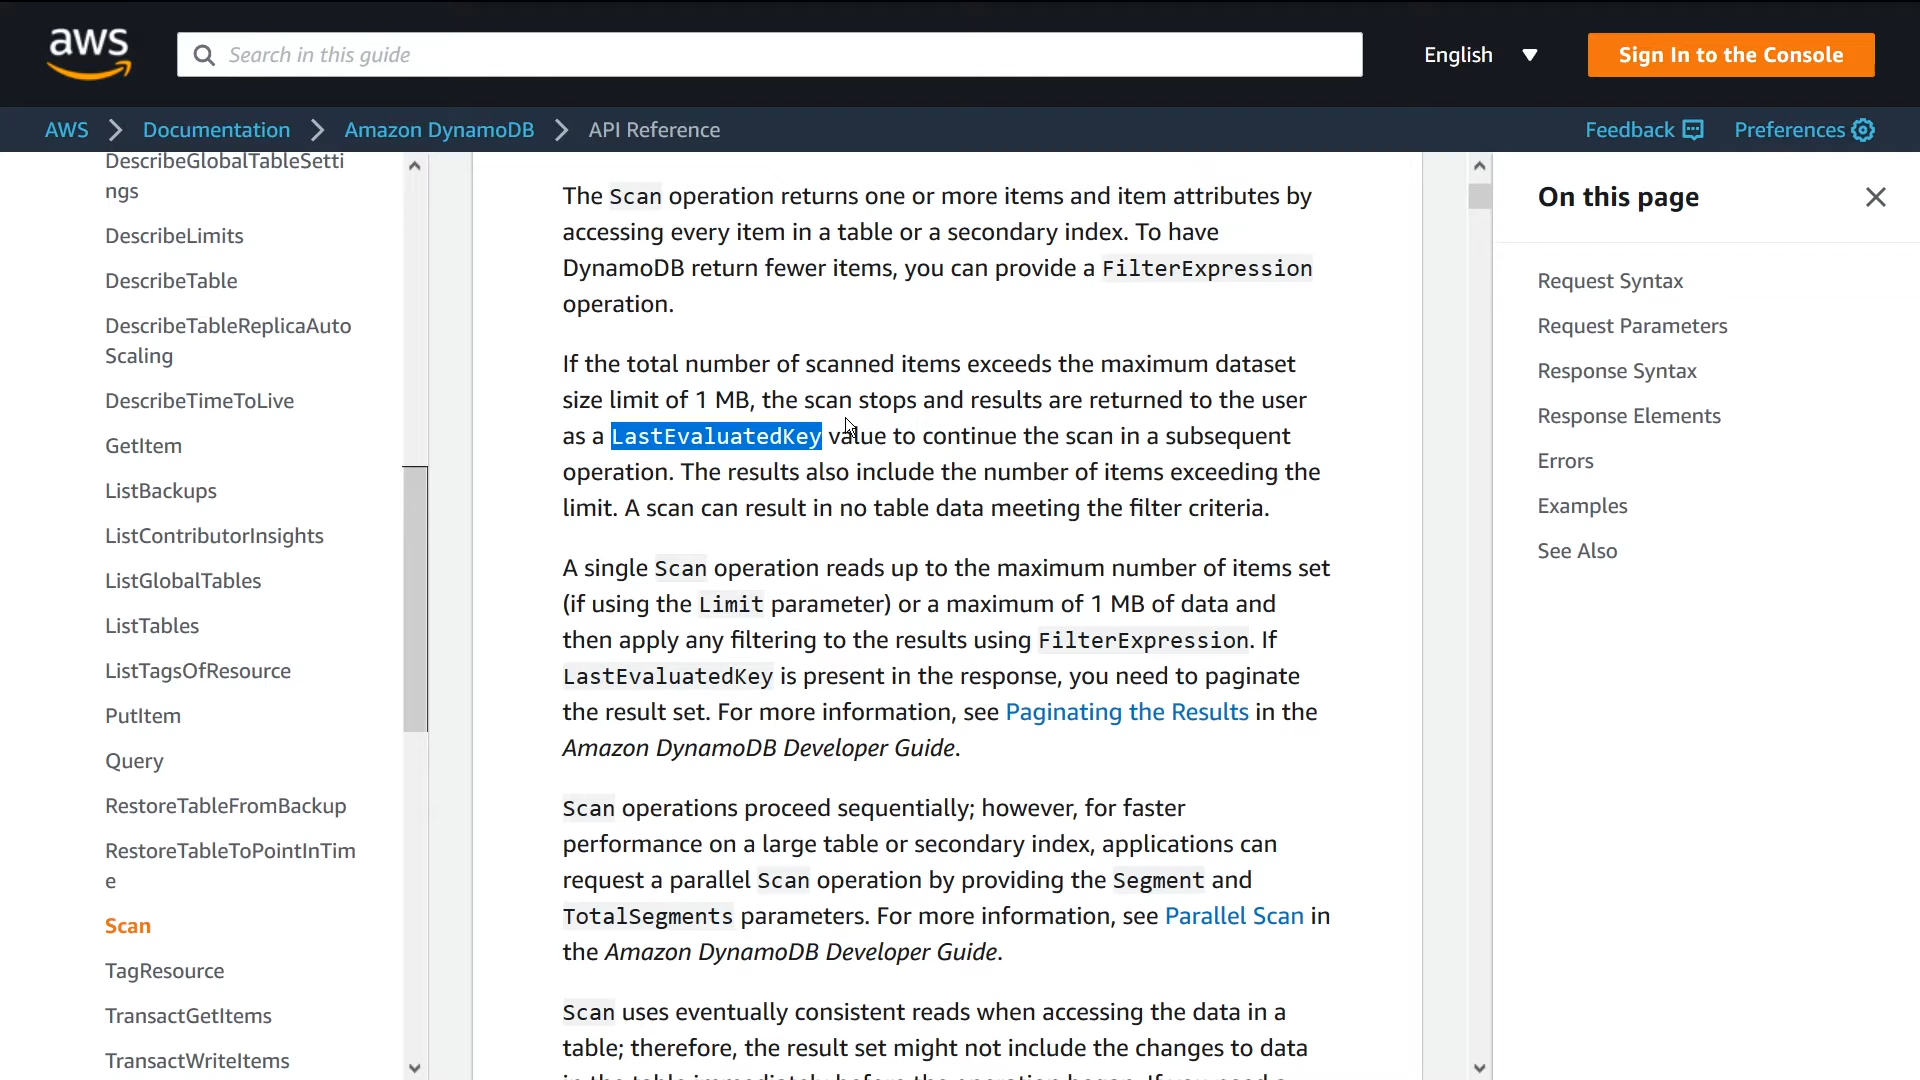 aws
Search in this guide
English
Sign In to the Console
AWS
Documentation
Amazon DynamoDB
API Reference
Feedback
Preferences
DescribeGlobalTableSetti
ngs
DescribeLimits
DescribeTable
DescribeTableReplicaAuto
Scaling
DescribeTimeToLive
GetItem
ListBackups
ListContributorInsights
ListGlobalTables
ListTables
ListTagsOfResource
PutItem
Query
RestoreTableFromBackup
RestoreTableToPointInTim
e
Scan
TagResource
TransactGetItems
TransactWriteItems
The Scan operation returns one or more items and item attributes by
accessing every item in a table or a secondary index. To have
DynamoDB return fewer items, you can provide a FilterExpression
operation.
If the total number of scanned items exceeds the maximum dataset
size limit of 1 MB, the scan stops and results are returned to the user
as a LastEvaluatedKey value to continue the scan in a subsequent
operation. The results also include the number of items exceeding the
limit. A scan can result in no table data meeting the filter criteria.
A single Scan operation reads up to the maximum number of items set
(if using the Limit parameter) or a maximum of 1 MB of data and
then apply any filtering to the results using FilterExpression. If
LastEvaluatedKey is present in the response, you need to paginate
the result set. For more information, see Paginating the Results in the
Amazon DynamoDB Developer Guide.
Scan operations proceed sequentially; however, for faster
performance on a large table or secondary index, applications can
request a parallel Scan operation by providing the Segment and
TotalSegments parameters. For more information, see Parallel Scan in
the Amazon DynamoDB Developer Guide.
Scan uses eventually consistent reads when accessing the data in a
table; therefore, the result set might not include the changes to data
On this page
Request Syntax
Request Parameters
Response Syntax
Response Elements
Errors
Examples
See Also